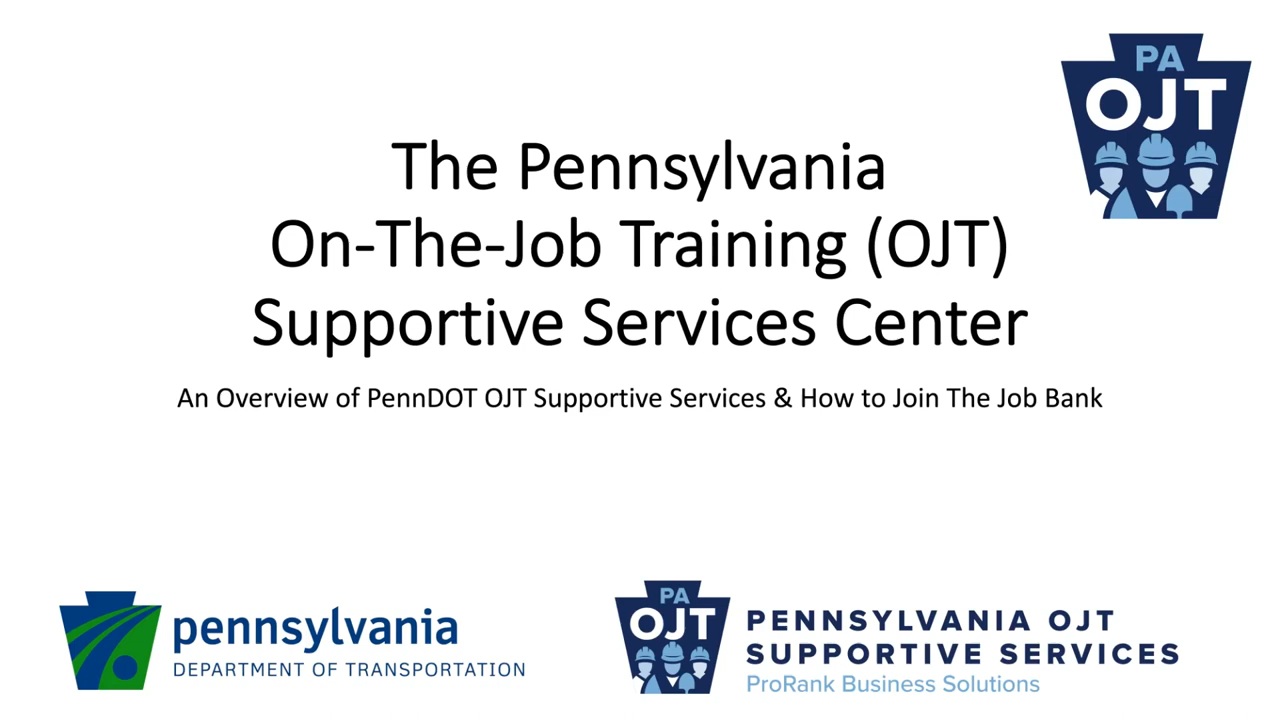 PA
OJT
The Pennsylvania
On-The-Job Training (OJT)
Supportive Services Center
An Overview of PennDOT OJT Supportive Services & How to Join The Job Bank
pennsylvania
DEPARTMENT OF TRANSPORTATION
PA
OJT
PENNSYLVANIA OJT
SUPPORTIVE SERVICES
ProRank Business Solutions